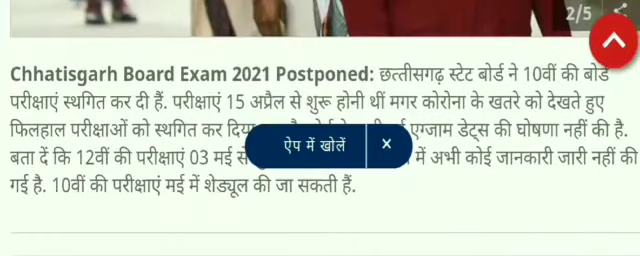 2/5
Chhatisgarh Board Exam 2021 Postponed: छत्तीसगढ़ स्टेट बोर्ड ने 10वीं की बोर्ड
परीक्षाएं स्थगित कर दी हैं. परीक्षाएं 15 अप्रैल से शुरू होनी थीं मगर कोरोना के खतरे को देखते हुए
फिलहाल परीक्षाओं को स्थगित कर एग्जाम डेट्स की घोषणा नहीं की है.
ऐप में खोलें ×
बता दें कि 12वीं की परीक्षाएं 03 मई से में अभी कोई जानकारी जारी नहीं की
गई है. 10वीं की परीक्षाएं मई में शेड्यूल की जा सकती हैं.